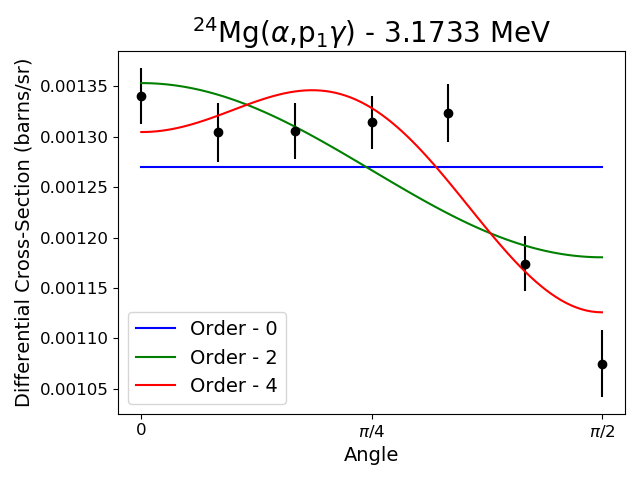 ²⁴Mg(α,p₁γ) - 3.1733 MeV
Differential Cross-Section (barns/sr)
0.00135
0.00130
0.00125
0.00120
0.00115
0.00110
0.00105
Order - 0
Order - 2
Order - 4
0
π/4
π/2
Angle